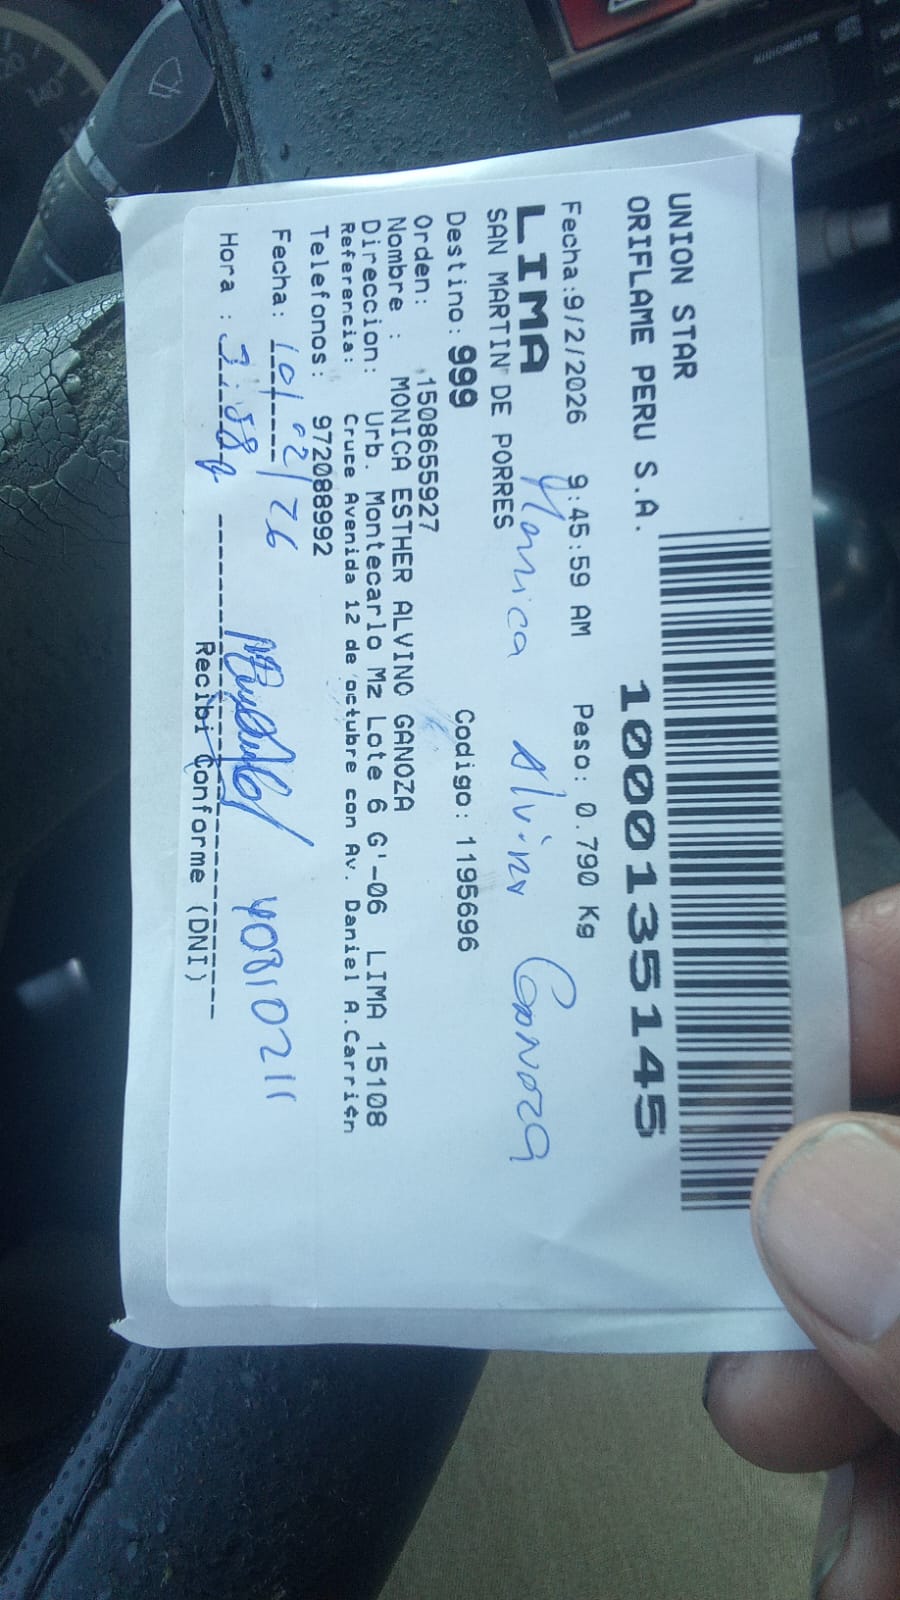 UNION STAR
ORIFLAME PERU S.A. 1000135145
Fecha:9/2/2026 9:45:59 AM Peso: 0.790 Kg
LIMA Monica Alvino Ganoza
SAN MARTIN DE PORRES
Destino: 999 Codigo: 1195696
Orden: 1508655927
Nombre : MONICA ESTHER ALVINO GANOZA
Direccion: Urb. Montecarlo Mz Lote 6 G'-06 LIMA 15108
Referencia: Cruce Avenida 12 de octubre con Av. Daniel A.Carri¢n
Telefonos: 972088992
Fecha: 10/02/26
Hora : 3:58 40810211
Recibi Conforme (DNI)